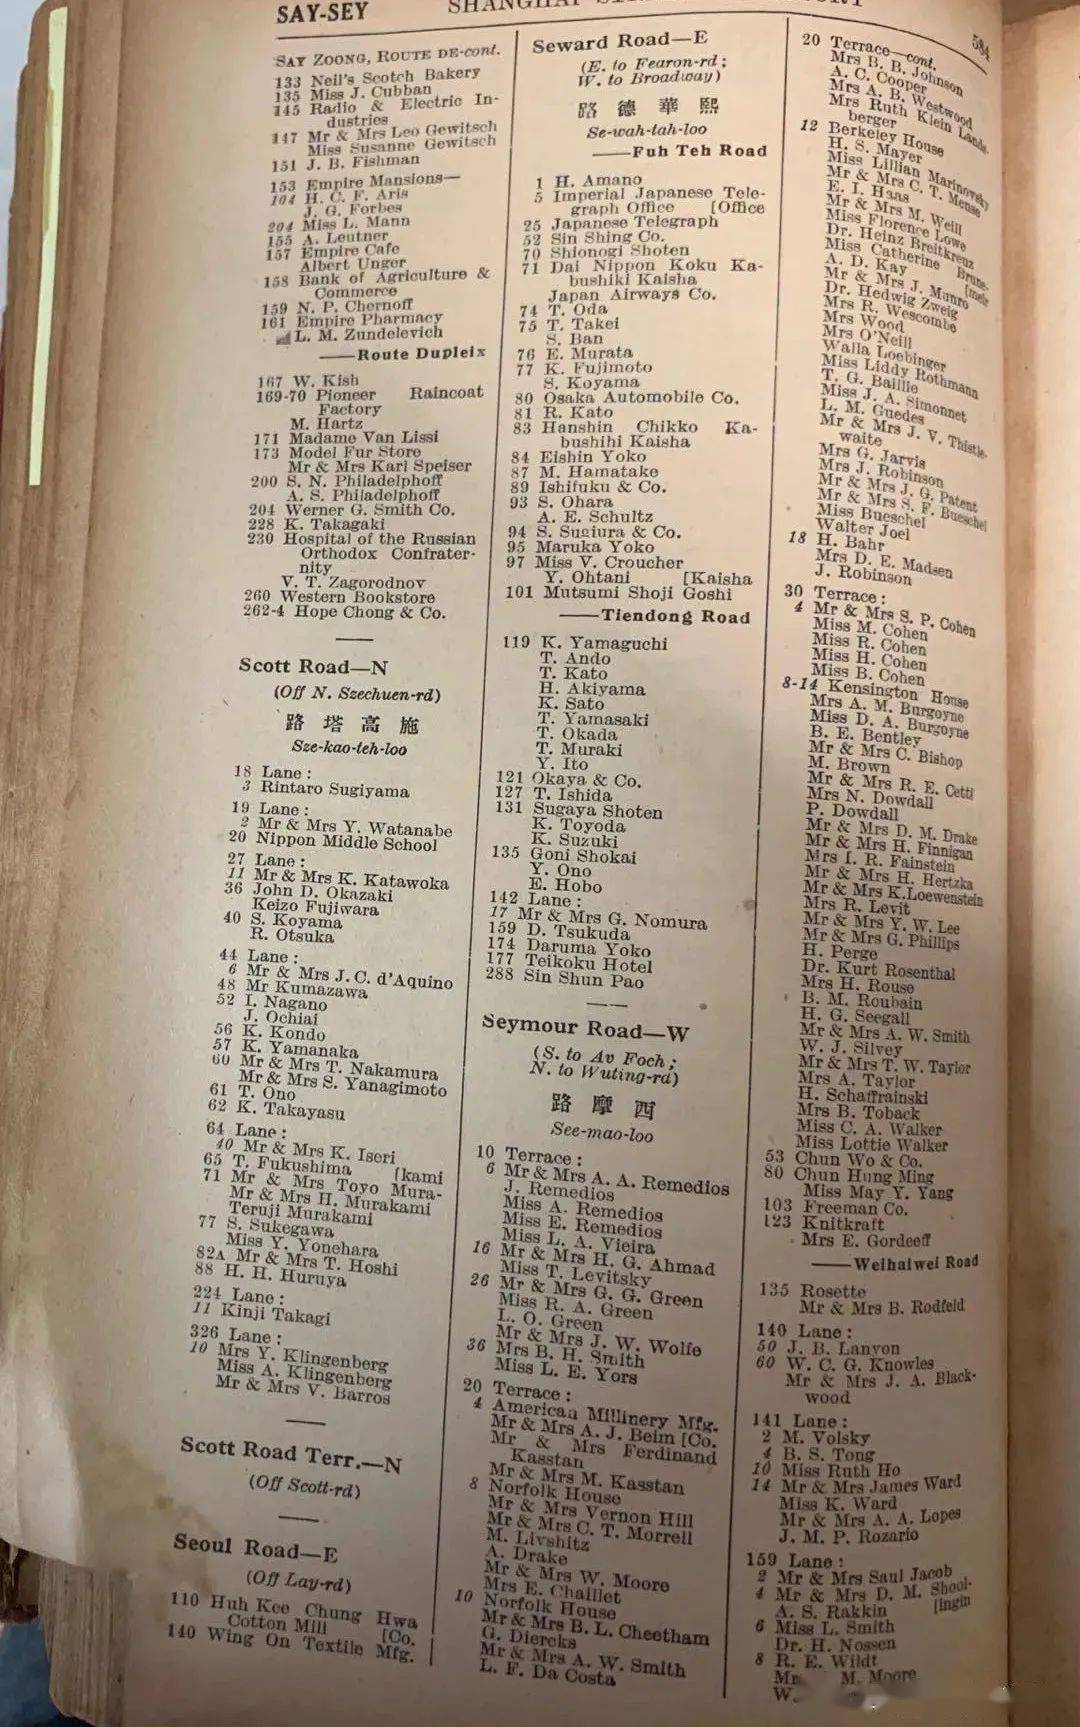 SAY-SEY
584
SAY ZOONG, ROUTE DE-cont.
133 Neil's Scotch Bakery
135 Miss J. Cubban
145 Radio & Electric In-
dustries
147 Mr & Mrs Leo Gewitsch
Miss Susanne Gewitsch
151 J. B. Fishman
153 Empire Mansions—
104 H. C. F. Aris
J. G. Forbes
204 Miss L. Mann
155 A. Leutner
157 Empire Cafe
Albert Unger
158 Bank of Agriculture &
Commerce
159 N. P. Chernoff
161 Empire Pharmacy
L. M. Zundelevich
——Route Dupleix
167 W. Kish
169-70 Pioneer Raincoat
Factory
M. Hartz
171 Madame Van Lissi
173 Model Fur Store
Mr & Mrs Karl Speiser
200 S. N. Philadelphoff
A. S. Philadelphoff
204 Werner G. Smith Co.
228 K. Takagaki
230 Hospital of the Russian
Orthodox Confrater-
nity
V. T. Zagorodnov
260 Western Bookstore
262-4 Hope Chong & Co.
Scott Road—N
(Off N. Szechuen-rd)
路 塔 高 施
Sze-kao-teh-loo
18 Lane :
3 Rintaro Sugiyama
19 Lane :
2 Mr & Mrs Y. Watanabe
20 Nippon Middle School
27 Lane :
11 Mr & Mrs K. Katawoka
36 John D. Okazaki
Keizo Fujiwara
40 S. Koyama
R. Otsuka
44 Lane :
6 Mr & Mrs J. C. d'Aquino
48 Mr Kumazawa
52 I. Nagano
J. Ochiai
56 K. Kondo
57 K. Yamanaka
60 Mr & Mrs T. Nakamura
Mr & Mrs S. Yanagimoto
61 T. Ono
62 K. Takayasu
64 Lane :
40 Mr & Mrs K. Iseri
65 T. Fukushima [kami
71 Mr & Mrs Toyo Mura-
Mr & Mrs H. Murakami
Teruji Murakami
77 S. Sukegawa
Miss Y. Yonehara
82A Mr & Mrs T. Hoshi
88 H. H. Huruya
224 Lane :
11 Kinji Takagi
326 Lane :
10 Mrs Y. Klingenberg
Miss A. Klingenberg
Mr & Mrs V. Barros
Scott Road Terr.—N
(Off Scott-rd)
Seoul Road—E
(Off Lay-rd)
110 Huh Kee Chung Hwa
Cotton Mill [Co.
140 Wing On Textile Mfg.
Seward Road—E
(E. to Fearon-rd ;
W. to Broadway)
路 德 華 熙
Se-wah-tah-loo
——Fuh Teh Road
1 H. Amano
5 Imperial Japanese Tele-
graph Office [Office
25 Japanese Telegraph
52 Sin Shing Co.
70 Shionogi Shoten
71 Dai Nippon Koku Ka-
bushiki Kaisha
Japan Airways Co.
74 T. Oda
75 T. Takei
S. Ban
76 E. Murata
77 K. Fujimoto
S. Koyama
80 Osaka Automobile Co.
81 R. Kato
83 Hanshin Chikko Ka-
bushihi Kaisha
84 Eishin Yoko
87 M. Hamatake
89 Ishifuku & Co.
93 S. Ohara
A. E. Schultz
94 S. Sugiura & Co.
95 Maruka Yoko
97 Miss V. Croucher
Y. Ohtani [Kaisha
101 Mutsumi Shoji Goshi
——Tiendong Road
119 K. Yamaguchi
T. Ando
T. Kato
H. Akiyama
K. Sato
T. Yamasaki
T. Okada
T. Muraki
Y. Ito
121 Okaya & Co.
127 T. Ishida
131 Sugaya Shoten
K. Toyoda
K. Suzuki
135 Goni Shokai
Y. Ono
E. Hobo
142 Lane :
17 Mr & Mrs G. Nomura
159 D. Tsukuda
174 Daruma Yoko
177 Teikoku Hotel
288 Sin Shun Pao
Seymour Road—W
(S. to Av Foch ;
N. to Wuting-rd)
路 摩 西
See-mao-loo
10 Terrace :
6 Mr & Mrs A. A. Remedios
J. Remedios
Miss A. Remedios
Miss E. Remedios
Miss L. A. Vieira
16 Mr & Mrs H. G. Ahmad
Miss T. Levitsky
26 Mr & Mrs G. G. Green
Miss R. A. Green
L. O. Green
Mr & Mrs J. W. Wolfe
36 Mrs B. H. Smith
Miss L. E. Yors
20 Terrace :
4 American Millinery Mfg.
Mr & Mrs A. J. Beim [Co.
Mr & Mrs Ferdinand
Kasstan
Mr & Mrs M. Kasstan
8 Norfolk House
Mr & Mrs Vernon Hill
Mr & Mrs C. T. Morrell
M. Livshitz
A. Drake
Mr & Mrs W. Moore
Mrs E. Chaillet
10 Norfolk House
Mr & Mrs B. L. Cheetham
G. Diercks
Mr & Mrs A. W. Smith
L. F. Da Costa
20 Terrace—cont.
Mrs B. B. Johnson
A. C. Cooper
Mrs A. B. Westwood
Mrs Ruth Klein Lands-
berger
12 Berkeley House
H. S. Mayer
Miss Lillian Marinovsky
Mr & Mrs C. T. Mense
E. I. Haas
Mr & Mrs M. Weill
Miss Florence Lowe
Dr. Heinz Breitkreuz
Miss Catherine Brune-
A. D. Kay [meir
Mr & Mrs J. Munro
Dr. Hedwig Zweig
Mrs R. Wescombe
Mrs Wood
Mrs O'Neill
Walla Loebinger
Miss Liddy Rothmann
T. G. Baillie
Miss J. A. Simonnet
L. M. Guedes
Mr & Mrs J. V. Thistle-
waite
Mrs G. Jarvis
Mrs J. Robinson
Mr & Mrs J. G. Patent
Mr & Mrs S. F. Bueschel
Miss Bueschel
Walter Joel
18 H. Bahr
Mrs D. E. Madsen
J. Robinson
30 Terrace :
4 Mr & Mrs S. P. Cohen
Miss M. Cohen
Miss R. Cohen
Miss H. Cohen
Miss B. Cohen
8-14 Kensington House
Mrs A. M. Burgoyne
Miss D. A. Burgoyne
B. E. Bentley
Mr & Mrs C. Bishop
M. Brown
Mr & Mrs R. E. Cetti
Mrs N. Dowdall
P. Dowdall
Mr & Mrs D. M. Drake
Mr & Mrs H. Finnigan
Mrs I. R. Fainstein
Mr & Mrs H. Hertzka
Mr & Mrs K.Loewenstein
Mrs R. Levit
Mr & Mrs Y. W. Lee
Mr & Mrs G. Phillips
H. Perge
Dr. Kurt Rosenthal
Mrs H. Rouse
B. M. Roubain
H. G. Seegall
Mr & Mrs A. W. Smith
W. J. Silvey
Mr & Mrs T. W. Taylor
Mrs A. Taylor
H. Schaffrainski
Mrs B. Toback
Miss C. A. Walker
Miss Lottie Walker
53 Chun Wo & Co.
80 Chun Hung Ming
Miss May Y. Yang
103 Freeman Co.
123 Knitkraft
Mrs E. Gordeeff
——Weihaiwei Road
135 Rosette
Mr & Mrs B. Rodfeld
140 Lane :
50 J. B. Lanyon
60 W. C. G. Knowles
Mr & Mrs J. A. Black-
wood
141 Lane :
2 M. Volsky
4 B. S. Tong
10 Miss Ruth Ho
14 Mr & Mrs James Ward
Miss K. Ward
Mr & Mrs A. A. Lopes
J. M. P. Rozario
159 Lane :
2 Mr & Mrs Saul Jacob
4 Mr & Mrs D. M. Shool-
A. S. Rakkin [ingin
6 Miss L. Smith
Dr. H. Nossen
8 R. E. Wildt
M. Moore
W.